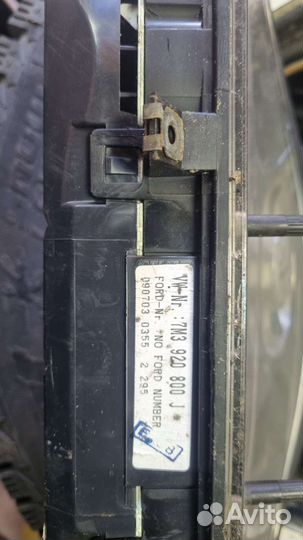 VW-Nr.:7M3 920 800 J
FORD-Nr.:NO FORD NUMBER
090703 0355 2 295
Avito